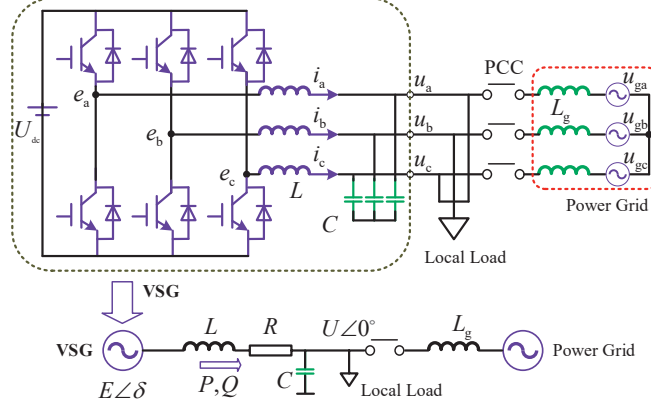 e_a
i_a
u_a
PCC
u_ga
L_g
U_dc
e_b
i_b
u_b
u_gb
e_c
i_c
u_c
u_gc
L
C
Power Grid
Local Load
VSG
L
R
U∠0°
L_g
VSG
Power Grid
P,Q
C
E∠δ
Local Load